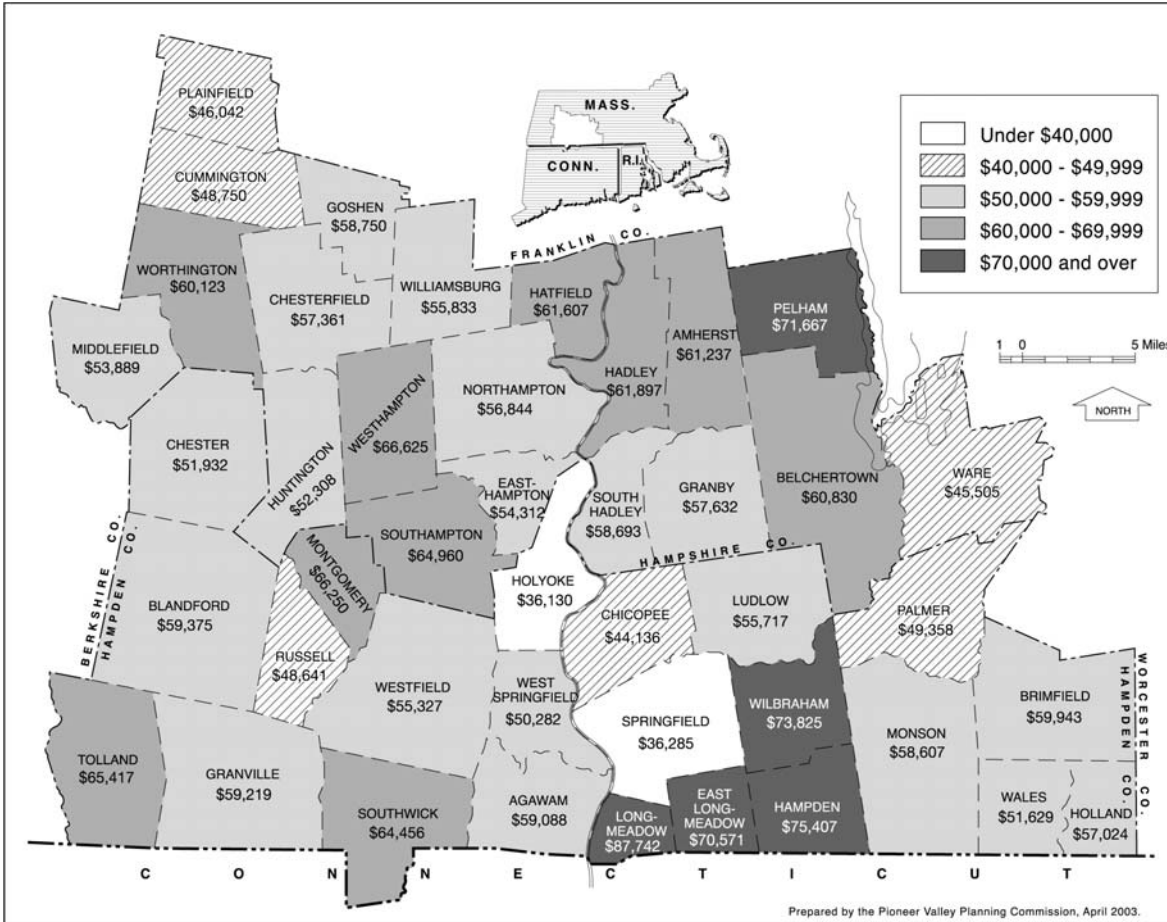 PLAINFIELD
$46,042
CUMMINGTON
$48,750
GOSHEN
$58,750
WORTHINGTON
$60,123
CHESTERFIELD
$57,361
WILLIAMSBURG
$55,833
MIDDLEFIELD
$53,889
HATFIELD
$61,607
HADLEY
$61,897
AMHERST
$61,237
PELHAM
$71,667
NORTHAMPTON
$56,844
WESTHAMPTON
$66,625
CHESTER
$51,932
HUNTINGTON
$52,308
EAST-
HAMPTON
$54,312
SOUTH
HADLEY
$58,693
GRANBY
$57,632
BELCHERTOWN
$60,830
WARE
$45,505
SOUTHAMPTON
$64,960
MONTGOMERY
$66,250
BLANDFORD
$59,375
RUSSELL
$48,641
HOLYOKE
$36,130
CHICOPEE
$44,136
LUDLOW
$55,717
PALMER
$49,358
WESTFIELD
$55,327
WEST
SPRINGFIELD
$50,282
SPRINGFIELD
$36,285
WILBRAHAM
$73,825
MONSON
$58,607
BRIMFIELD
$59,943
TOLLAND
$65,417
GRANVILLE
$59,219
SOUTHWICK
$64,456
AGAWAM
$59,088
LONG-
MEADOW
$87,742
EAST
LONG-
MEADOW
$70,571
HAMPDEN
$75,407
WALES
$51,629
HOLLAND
$57,024
FRANKLIN CO.
HAMPSHIRE CO.
BERKSHIRE CO.
HAMPDEN CO.
HAMPDEN CO.
WORCESTER CO.
CONNECTICUT
MASS.
CONN.
R.I.
Under $40,000
$40,000 - $49,999
$50,000 - $59,999
$60,000 - $69,999
$70,000 and over
1 0 5 Miles
NORTH
Prepared by the Pioneer Valley Planning Commission, April 2003.